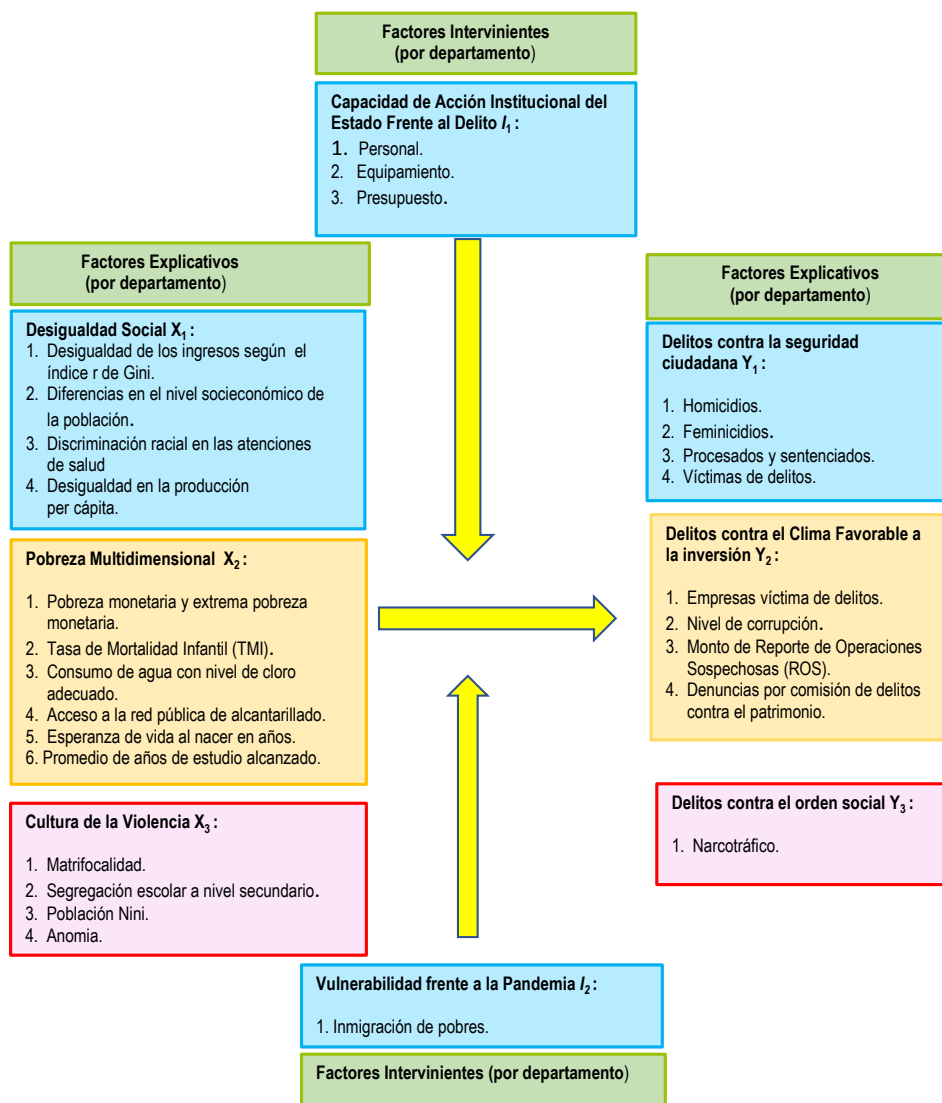 Factores Intervinientes
(por departamento)
Capacidad de Acción Institucional del
Estado Frente al Delito I1 :
1. Personal.
2. Equipamiento.
3. Presupuesto.
Factores Explicativos
(por departamento)
Desigualdad Social X1 :
1. Desigualdad de los ingresos según el
índice r de Gini.
2. Diferencias en el nivel socieconómico de
la población.
3. Discriminación racial en las atenciones
de salud
4. Desigualdad en la producción
per cápita.
Pobreza Multidimensional X2 :
1. Pobreza monetaria y extrema pobreza
monetaria.
2. Tasa de Mortalidad Infantil (TMI).
3. Consumo de agua con nivel de cloro
adecuado.
4. Acceso a la red pública de alcantarillado.
5. Esperanza de vida al nacer en años.
6. Promedio de años de estudio alcanzado.
Cultura de la Violencia X3 :
1. Matrifocalidad.
2. Segregación escolar a nivel secundario.
3. Población Nini.
4. Anomia.
Factores Explicativos
(por departamento)
Delitos contra la seguridad
ciudadana Y1 :
1. Homicidios.
2. Feminicidios.
3. Procesados y sentenciados.
4. Víctimas de delitos.
Delitos contra el Clima Favorable a
la inversión Y2 :
1. Empresas víctima de delitos.
2. Nivel de corrupción.
3. Monto de Reporte de Operaciones
Sospechosas (ROS).
4. Denuncias por comisión de delitos
contra el patrimonio.
Delitos contra el orden social Y3 :
1. Narcotráfico.
Vulnerabilidad frente a la Pandemia I2 :
1. Inmigración de pobres.
Factores Intervinientes (por departamento)